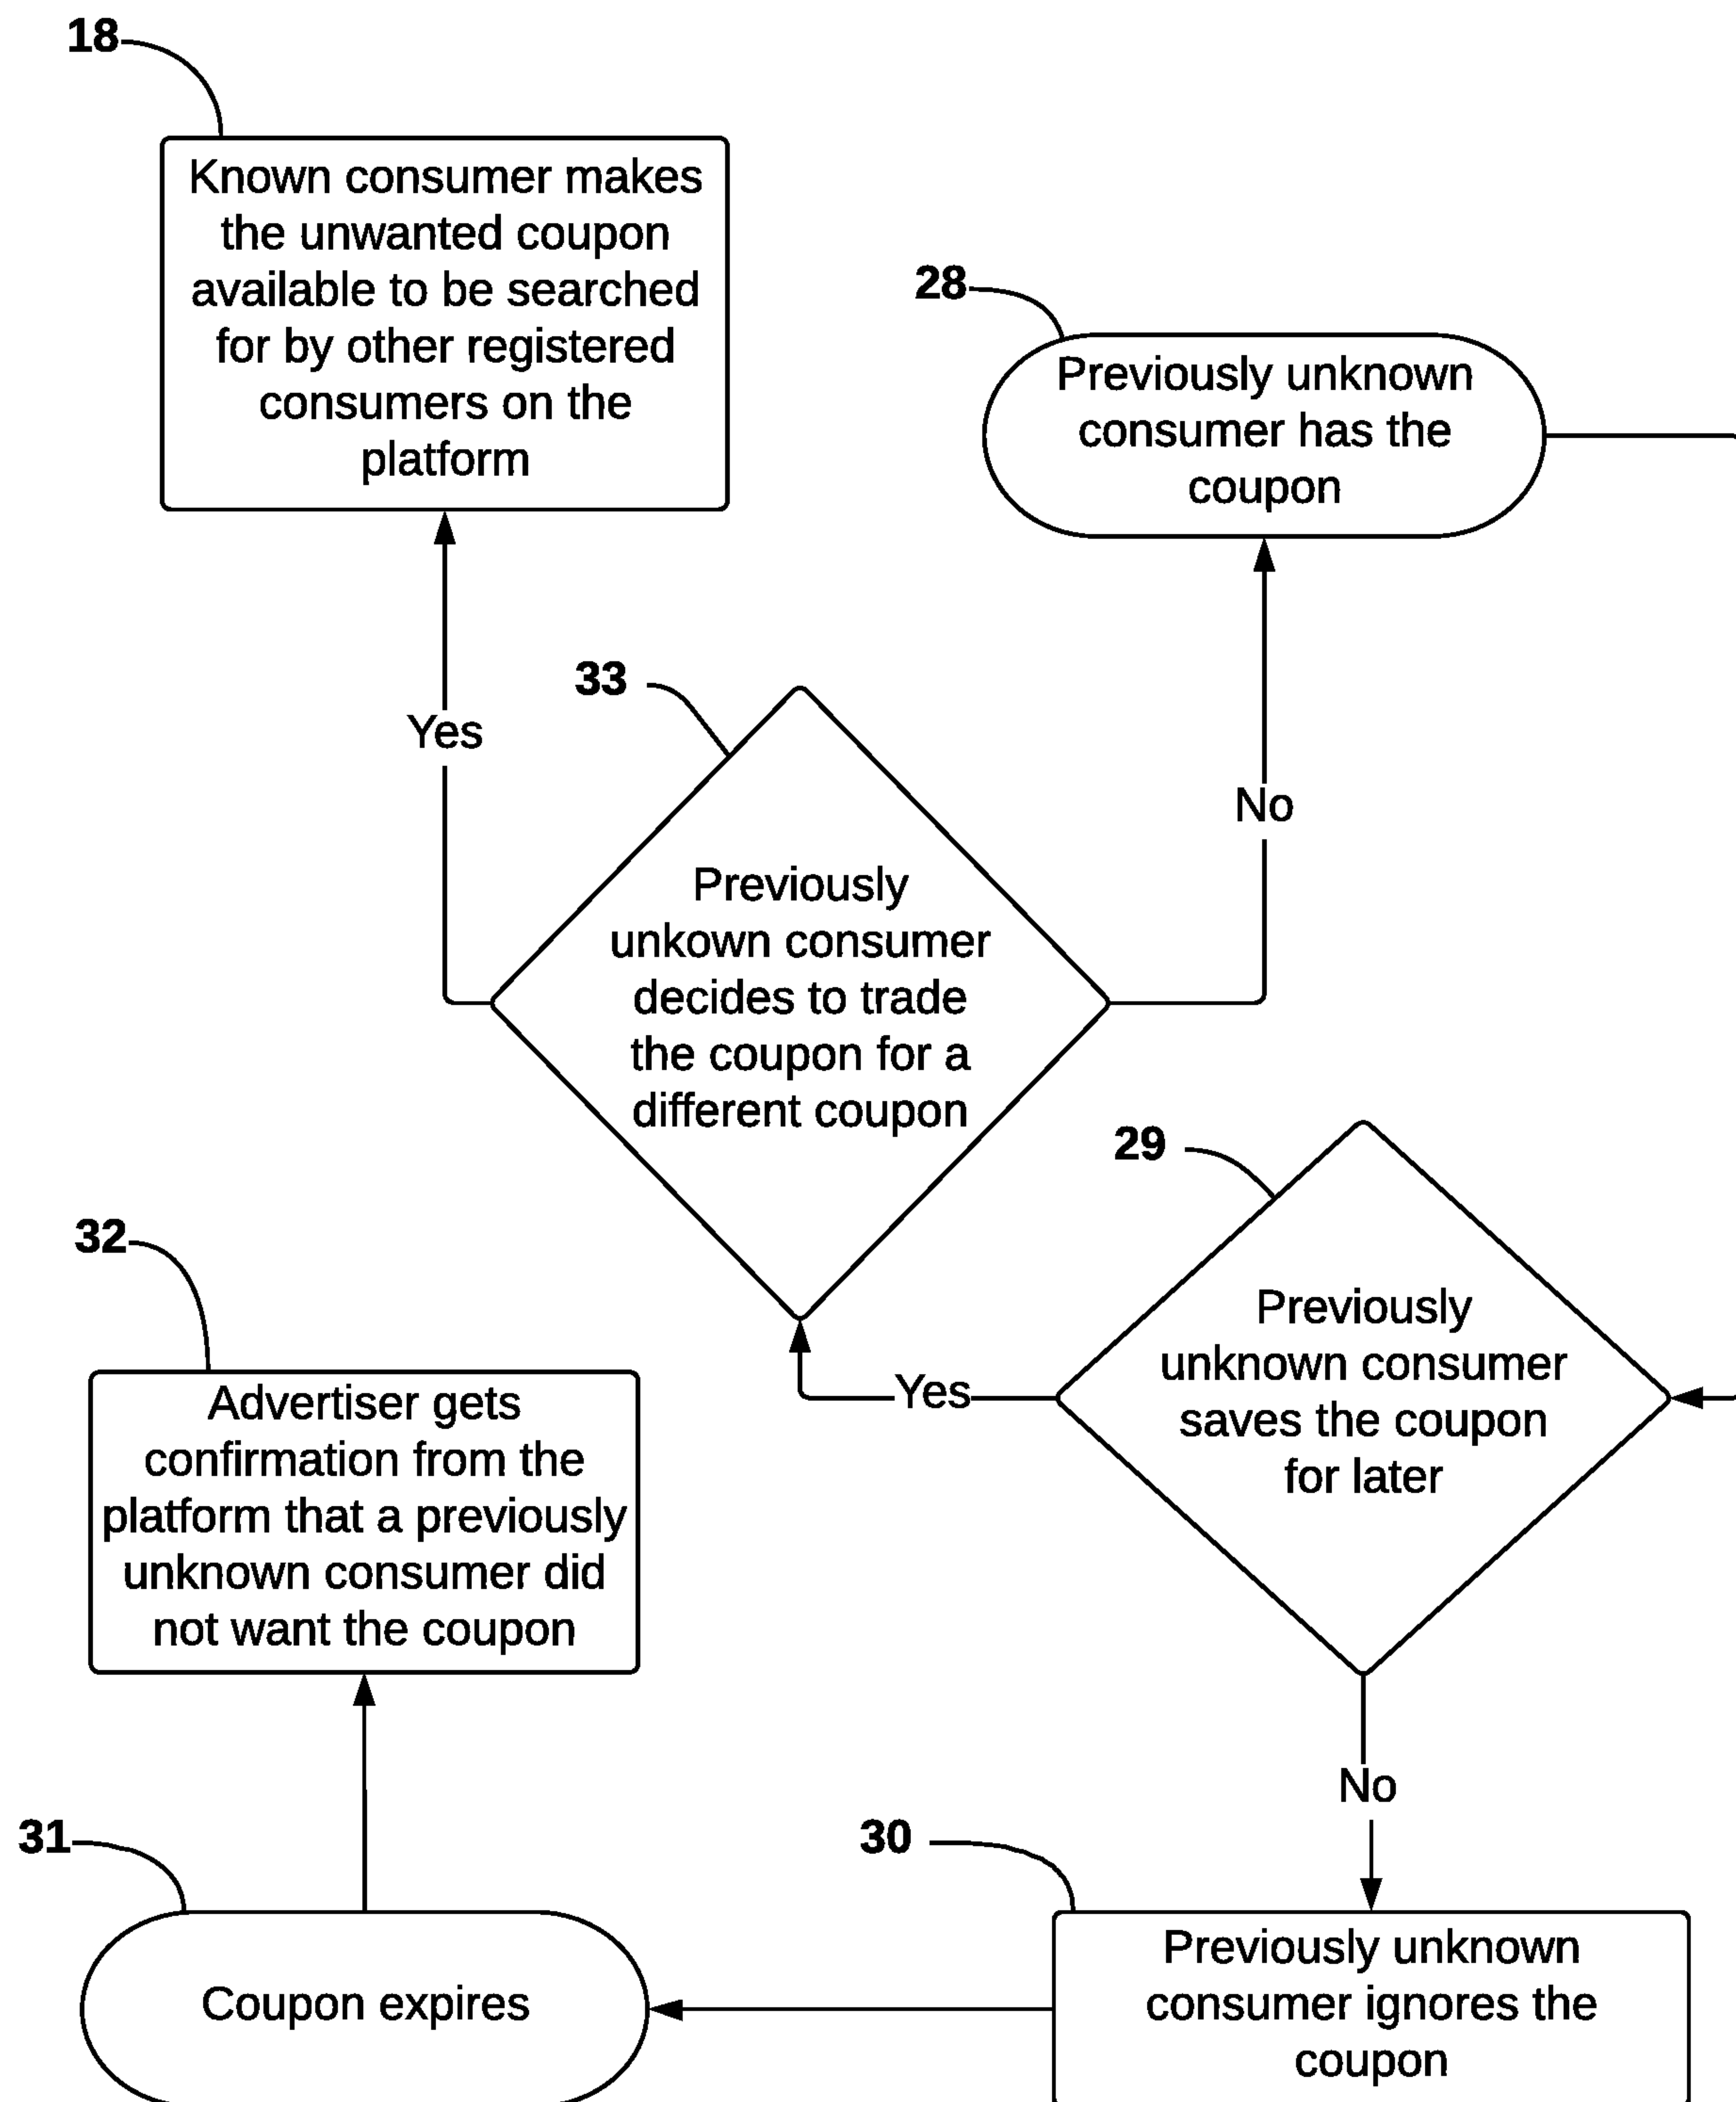 18
Known consumer makes
the unwanted coupon
available to be searched
for by other registered
consumers on the
platform
28
Previously unknown
consumer has the
coupon
Yes
33
No
Previously
unkown consumer
decides to trade
the coupon for a
different coupon
29
32
Previously
unknown consumer
saves the coupon
for later
Yes
Advertiser gets
confirmation from the
platform that a previously
unknown consumer did
not want the coupon
No
31
30
Coupon expires
Previously unknown
consumer ignores the
coupon